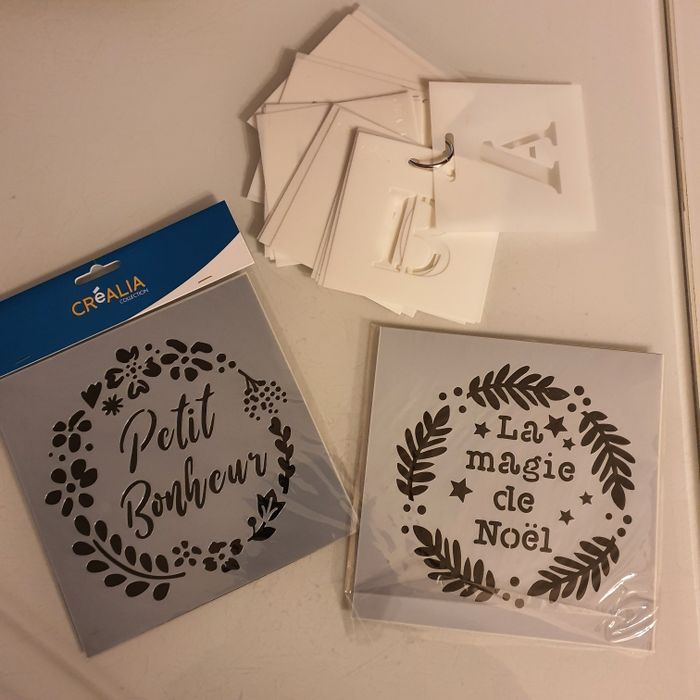 A
CRéALIA
COLLECTION
Petit
Bonheur
La
magie
de
Noël